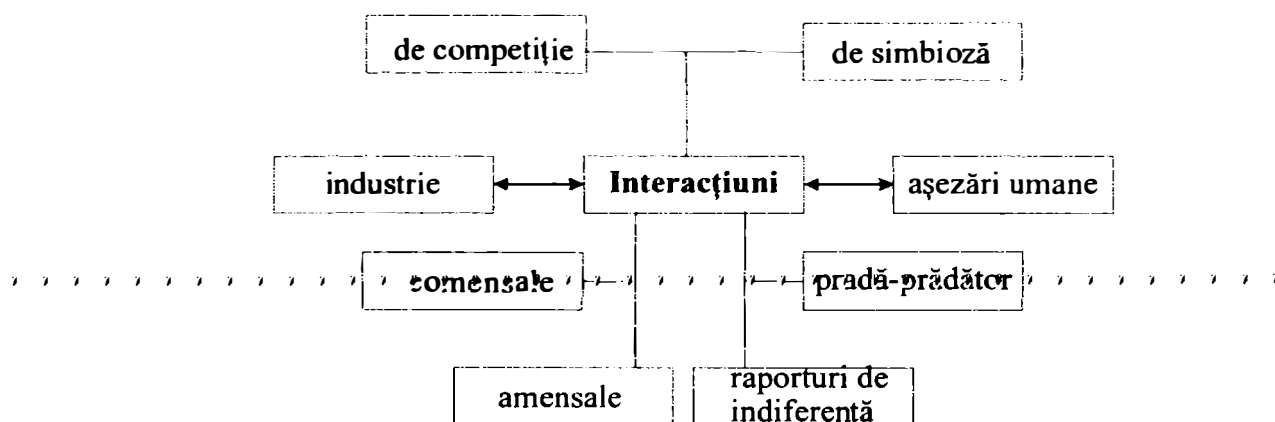 de competiție
de simbioză
industrie
Interacțiuni
așezări umane
comensale
pradă-prădător
amensale
raporturi de
indiferență